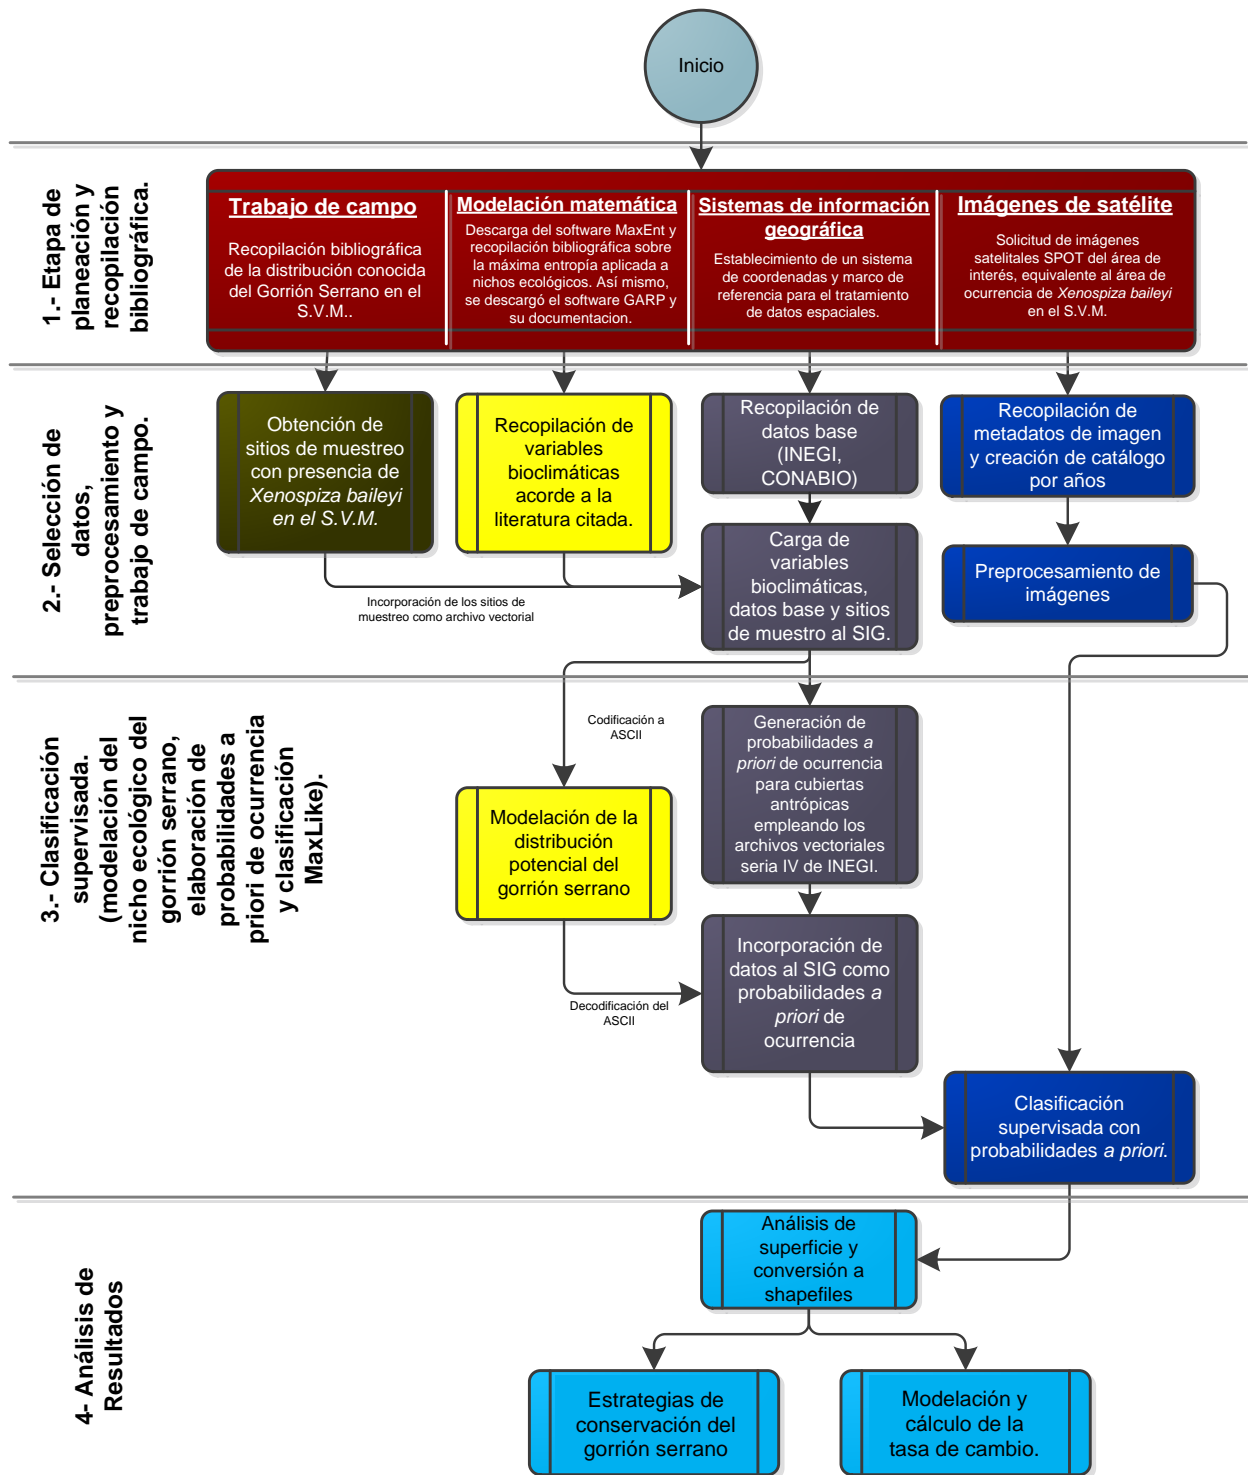 Inicio
1.- Etapa de
planeación y
recopilación
bibliográfica.
Trabajo de campo
Recopilación bibliográfica
de la distribución conocida
del Gorrión Serrano en el
S.V.M..
Modelación matemática
Descarga del software MaxEnt y
recopilación bibliográfica sobre
la máxima entropía aplicada a
nichos ecológicos. Así mismo,
se descargó el software GARP y
su documentacion.
Sistemas de información
geográfica
Establecimiento de un sistema
de coordenadas y marco de
referencia para el tratamiento
de datos espaciales.
Imágenes de satélite
Solicitud de imágenes
satelitales SPOT del área de
interés, equivalente al área de
ocurrencia de Xenospiza baileyi
en el S.V.M.
2.- Selección de
datos,
preprocesamiento y
trabajo de campo.
Obtención de
sitios de muestreo
con presencia de
Xenospiza baileyi
en el S.V.M.
Recopilación de
variables
bioclimáticas
acorde a la
literatura citada.
Recopilación de
datos base
(INEGI,
CONABIO)
Recopilación de
metadatos de imagen
y creación de catálogo
por años
Incorporación de los sitios de
muestreo como archivo vectorial
Carga de
variables
bioclimáticas,
datos base y sitios
de muestro al SIG.
Preprocesamiento de
imágenes
3.- Clasificación
supervisada.
(modelación del
nicho ecológico del
gorrión serrano,
elaboración de
probabilidades a
priori de ocurrencia
y clasificación
MaxLike).
Codificación a
ASCII
Modelación de la
distribución
potencial del
gorrión serrano
Generación de
probabilidades a
priori de ocurrencia
para cubiertas
antrópicas
empleando los
archivos vectoriales
seria IV de INEGI.
Decodificación del
ASCII
Incorporación de
datos al SIG como
probabilidades a
priori de
ocurrencia
Clasificación
supervisada con
probabilidades a priori.
4- Análisis de
Resultados
Análisis de
superficie y
conversión a
shapefiles
Estrategias de
conservación del
gorrión serrano
Modelación y
cálculo de la
tasa de cambio.